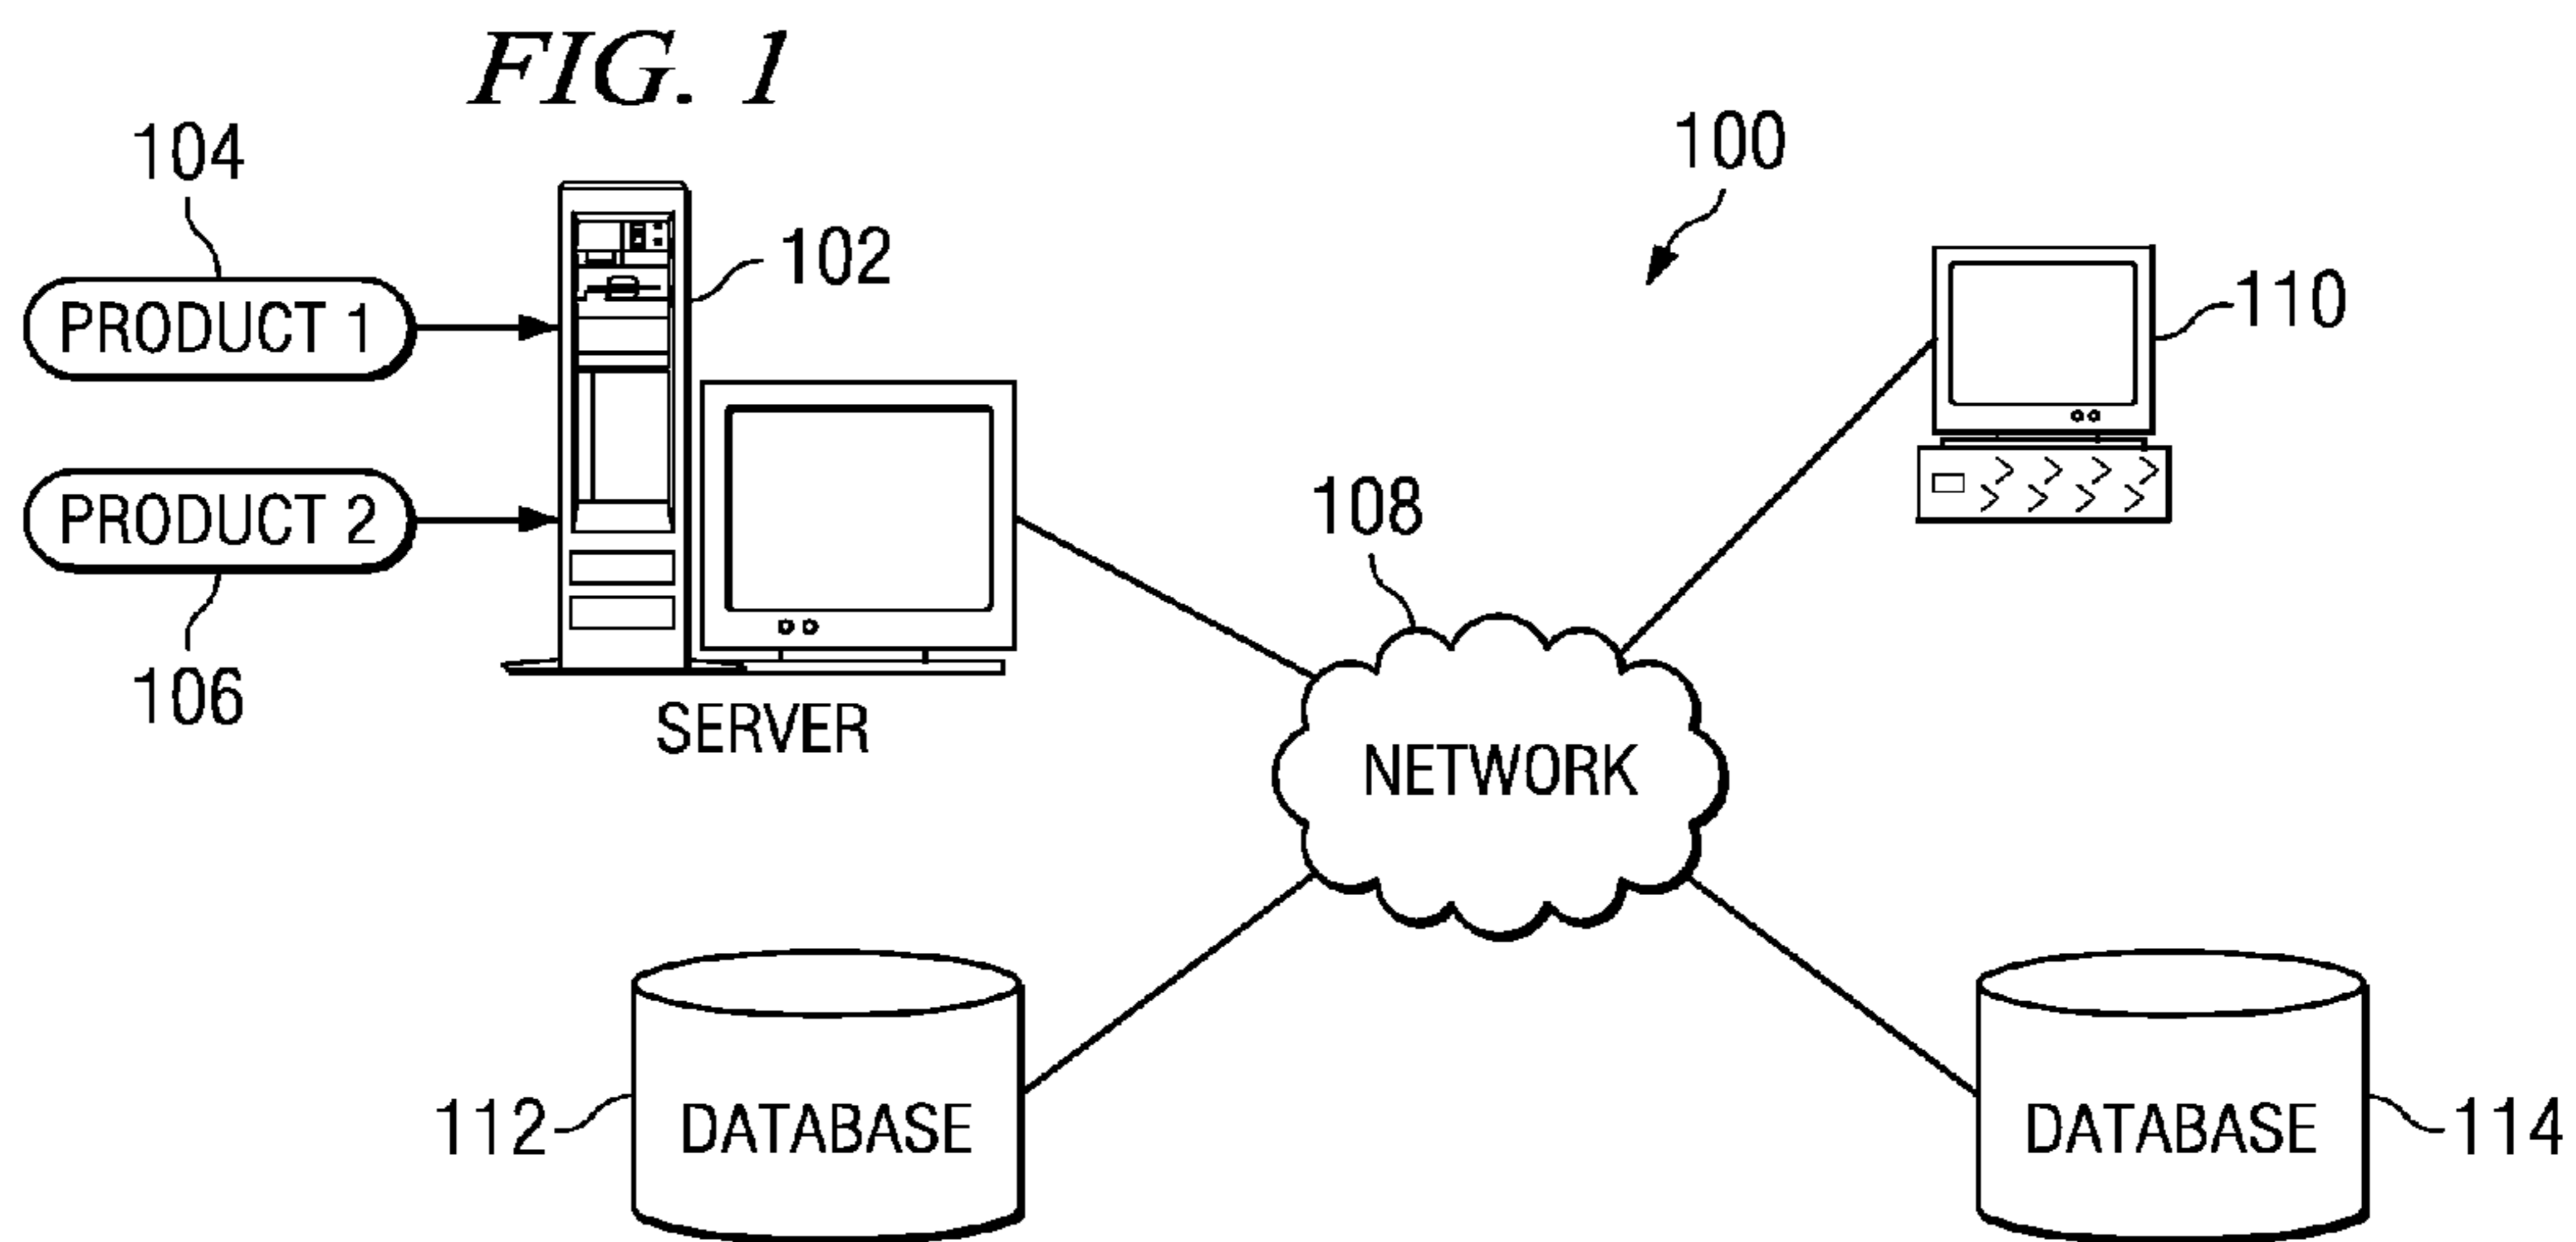 FIG. 1
104
100
102
PRODUCT 1
110
108
PRODUCT 2
106
SERVER
NETWORK
112
DATABASE
DATABASE
114